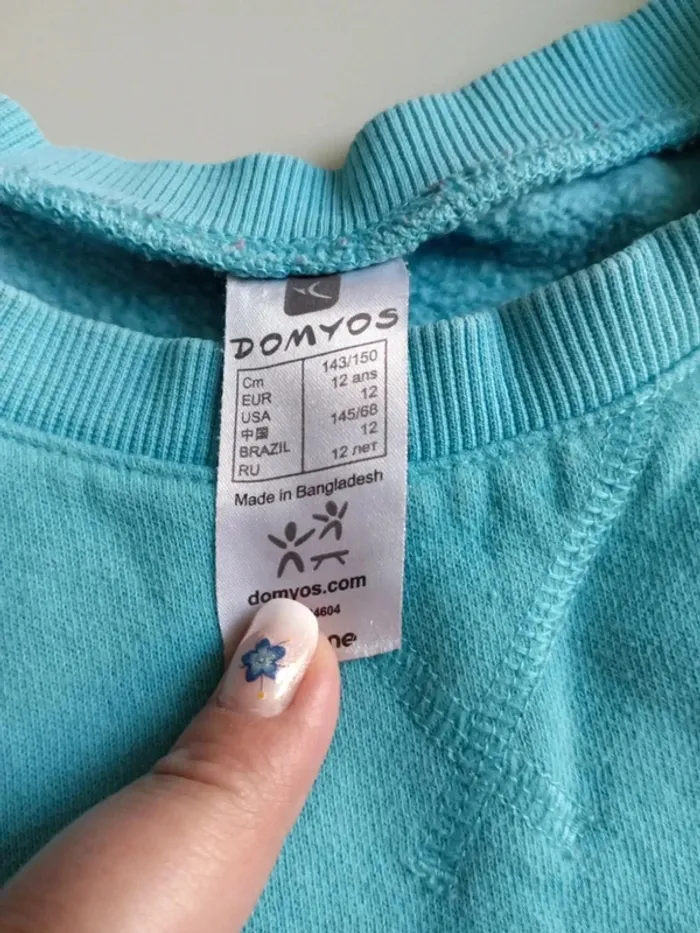 DOMYOS
Cm 143/150
EUR 12 ans
USA 12
中国 145/68
BRAZIL 12
RU 12 лет
Made in Bangladesh
domyos.com
4604